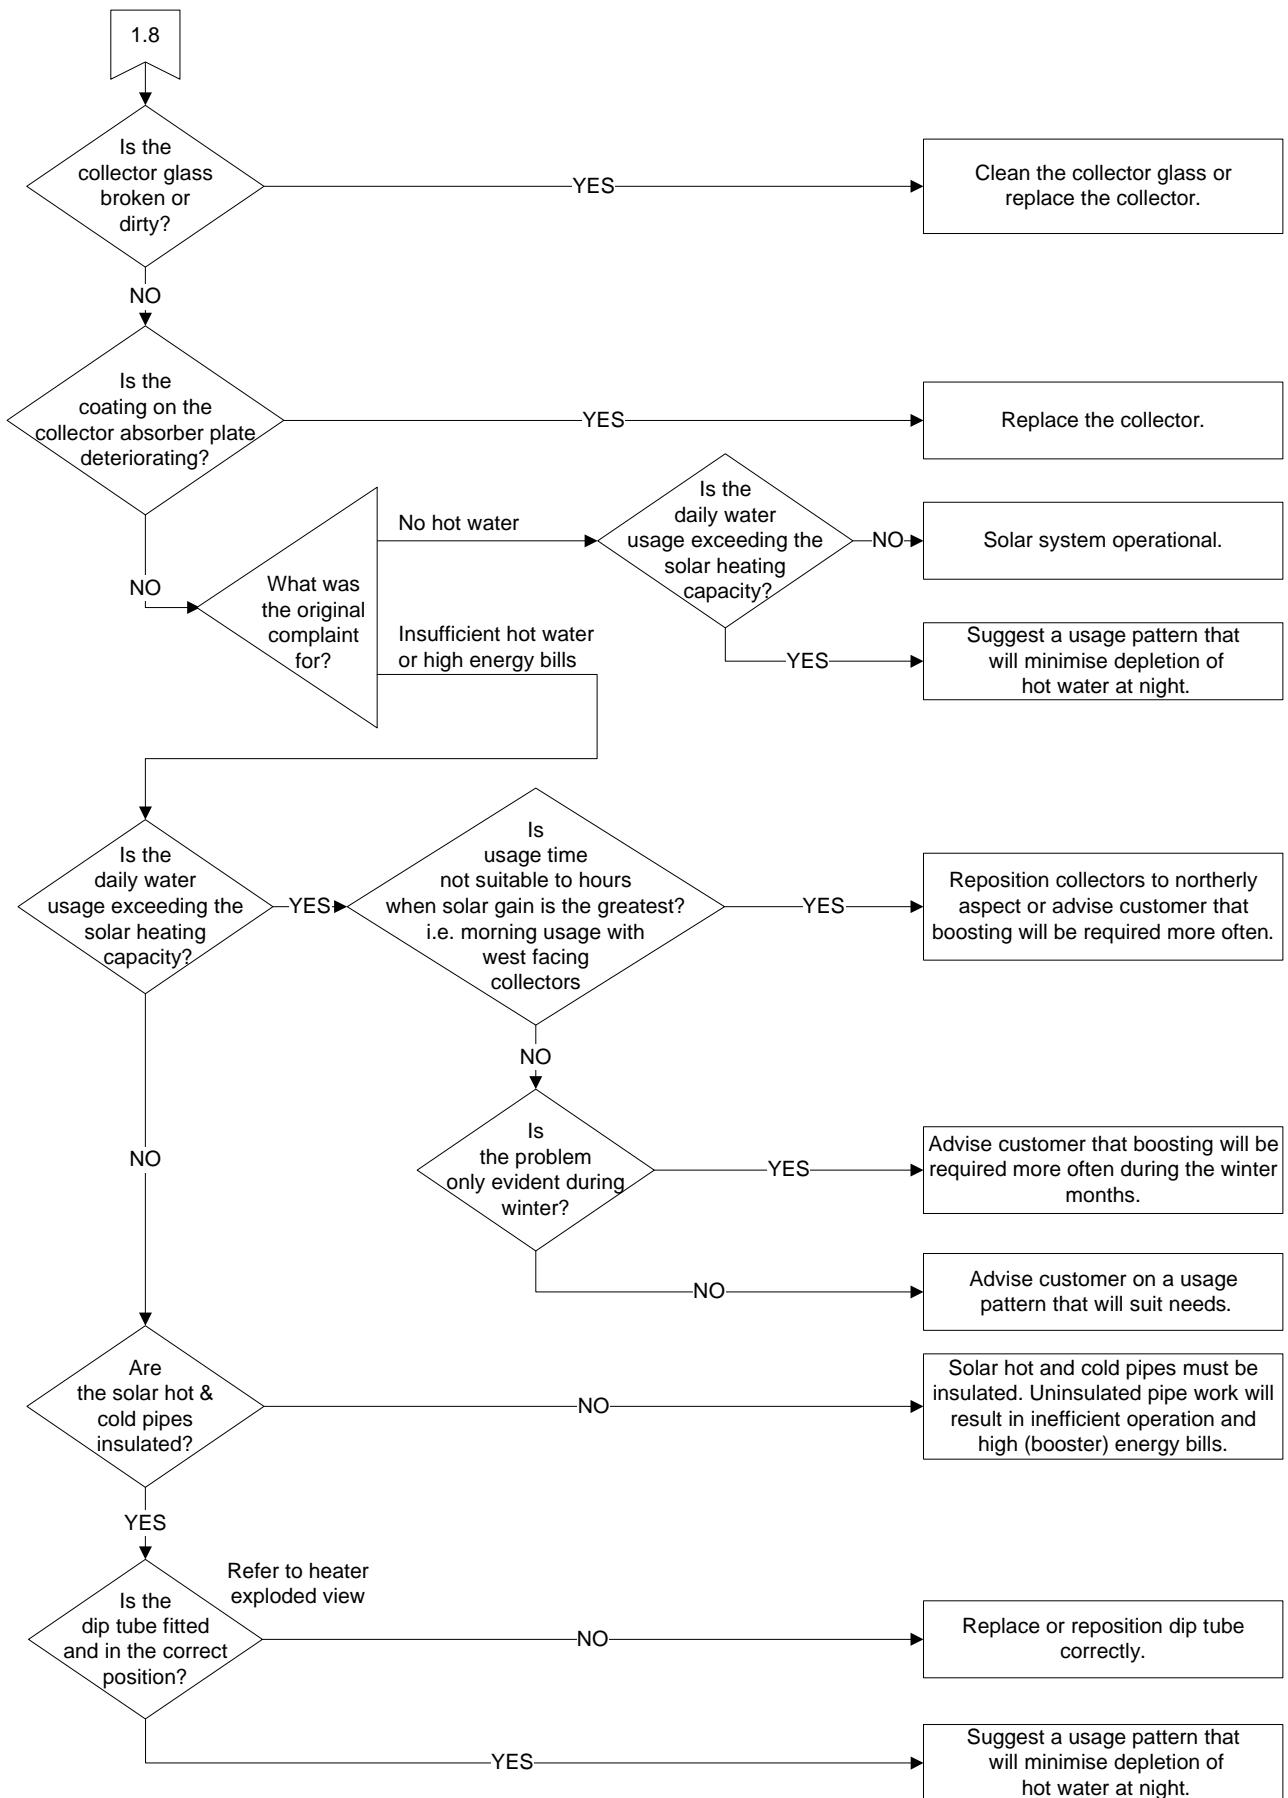 1.8
Is the
collector glass
broken or
dirty?
YES
Clean the collector glass or
replace the collector.
NO
Is the
coating on the
collector absorber plate
deteriorating?
YES
Replace the collector.
NO
What was
the original
complaint
for?
No hot water
Is the
daily water
usage exceeding the
solar heating
capacity?
NO
Solar system operational.
YES
Suggest a usage pattern that
will minimise depletion of
hot water at night.
Insufficient hot water
or high energy bills
Is the
daily water
usage exceeding the
solar heating
capacity?
YES
Is
usage time
not suitable to hours
when solar gain is the greatest?
i.e. morning usage with
west facing
collectors
YES
Reposition collectors to northerly
aspect or advise customer that
boosting will be required more often.
NO
Is
the problem
only evident during
winter?
YES
Advise customer that boosting will be
required more often during the winter
months.
NO
Advise customer on a usage
pattern that will suit needs.
NO
Are
the solar hot &
cold pipes
insulated?
NO
Solar hot and cold pipes must be
insulated. Uninsulated pipe work will
result in inefficient operation and
high (booster) energy bills.
YES
Refer to heater
exploded view
Is the
dip tube fitted
and in the correct
position?
NO
Replace or reposition dip tube
correctly.
YES
Suggest a usage pattern that
will minimise depletion of
hot water at night.